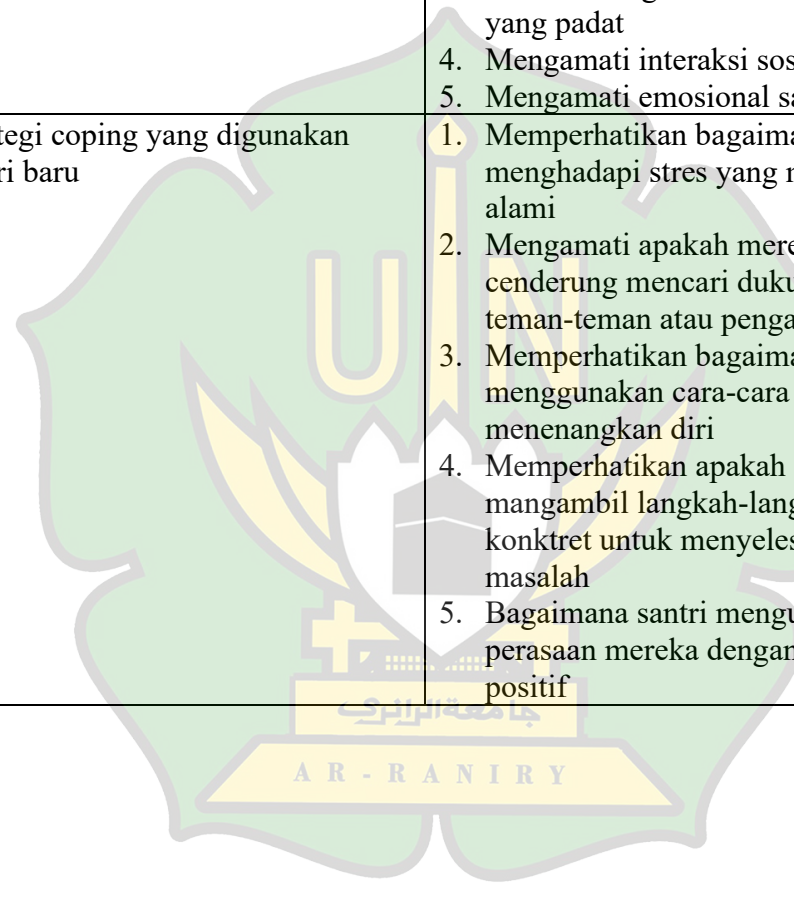 yang padat
4. Mengamati interaksi sos
5. Mengamati emosional sa
tegi coping yang digunakan
ri baru
1. Memperhatikan bagaima
menghadapi stres yang m
alami
2. Mengamati apakah mere
cenderung mencari duku
teman-teman atau penga
3. Memperhatikan bagaima
menggunakan cara-cara
menenangkan diri
4. Memperhatikan apakah
mangambil langkah-lang
konktret untuk menyeles
masalah
5. Bagaimana santri mengu
perasaan mereka dengan
positif
UIN
جامعة الرانري
AR-RANIRY